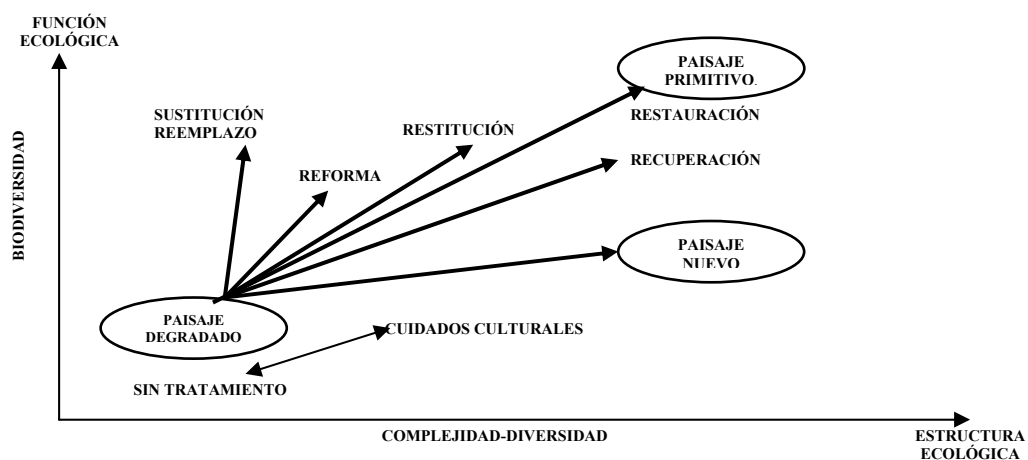 FUNCIÓN
ECOLÓGICA
BIODIVERSIDAD
PAISAJE
PRIMITIVO.
SUSTITUCIÓN
REEMPLAZO
RESTITUCIÓN
RESTAURACIÓN
REFORMA
RECUPERACIÓN
PAISAJE
NUEVO
PAISAJE
DEGRADADO
CUIDADOS CULTURALES
SIN TRATAMIENTO
COMPLEJIDAD-DIVERSIDAD
ESTRUCTURA
ECOLÓGICA